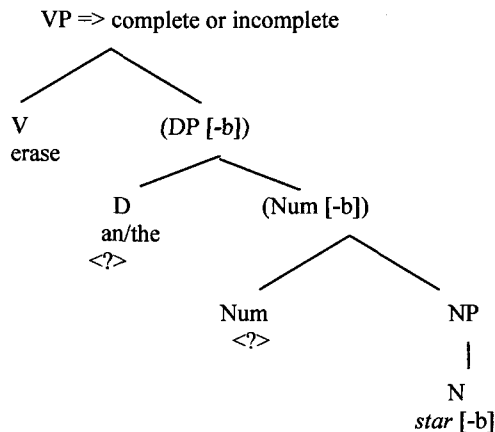 VP => complete or incomplete
V (DP [-b])
erase
D (Num [-b])
an/the
<?>
Num NP
<?>
N
star [-b]